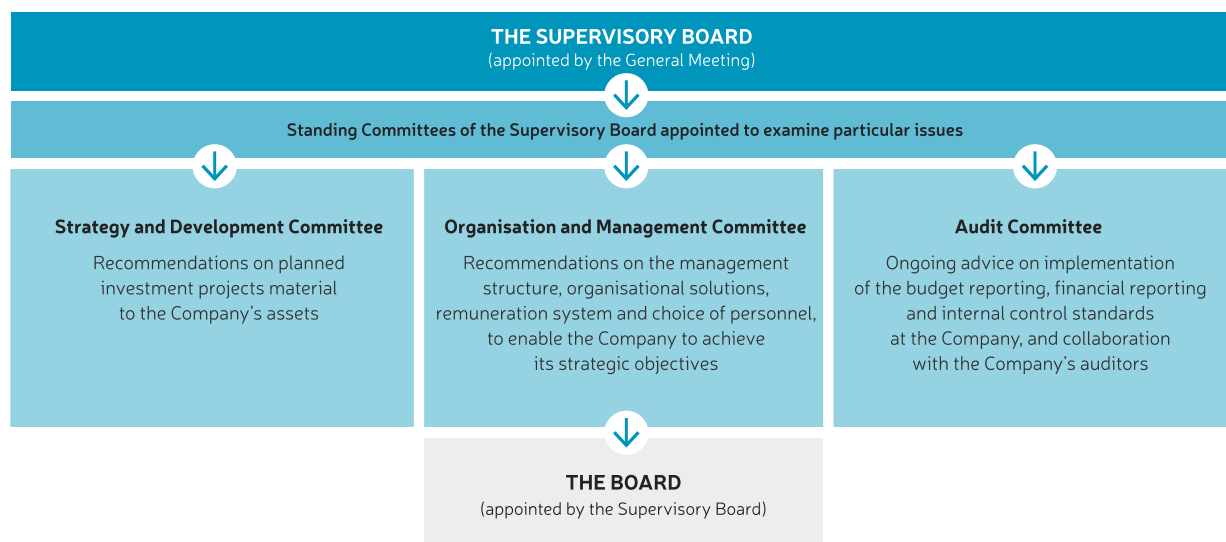 THE SUPERVISORY BOARD
(appointed by the General Meeting)
Standing Committees of the Supervisory Board appointed to examine particular issues
Strategy and Development Committee
Recommendations on planned
investment projects material
to the Company's assets
Organisation and Management Committee
Recommendations on the management
structure, organisational solutions,
remuneration system and choice of personnel,
to enable the Company to achieve
its strategic objectives
Audit Committee
Ongoing advice on implementation
of the budget reporting, financial reporting
and internal control standards
at the Company, and collaboration
with the Company's auditors
THE BOARD
(appointed by the Supervisory Board)